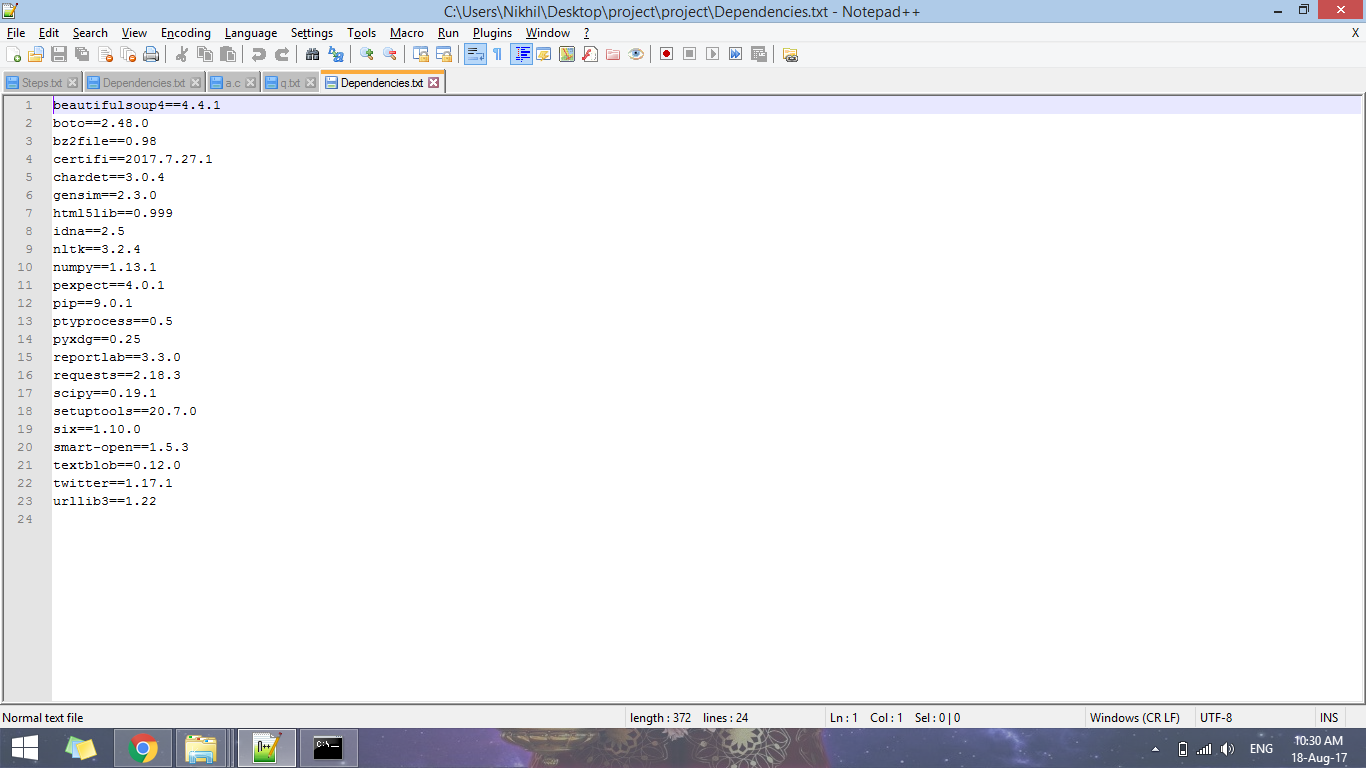 C:\Users\Nikhil\Desktop\project\project\Dependencies.txt - Notepad++
File Edit Search View Encoding Language Settings Tools Macro Run Plugins Window ? X
Steps.txt Dependencies.txt a.c q.txt Dependencies.txt
1 beautifulsoup4==4.4.1
2 boto==2.48.0
3 bz2file==0.98
4 certifi==2017.7.27.1
5 chardet==3.0.4
6 gensim==2.3.0
7 html5lib==0.999
8 idna==2.5
9 nltk==3.2.4
10 numpy==1.13.1
11 pexpect==4.0.1
12 pip==9.0.1
13 ptyprocess==0.5
14 pyxdg==0.25
15 reportlab==3.3.0
16 requests==2.18.3
17 scipy==0.19.1
18 setuptools==20.7.0
19 six==1.10.0
20 smart-open==1.5.3
21 textblob==0.12.0
22 twitter==1.17.1
23 urllib3==1.22
24
Normal text file length : 372 lines : 24 Ln : 1 Col : 1 Sel : 0 | 0 Windows (CR LF) UTF-8 INS
ENG 10:30 AM
18-Aug-17